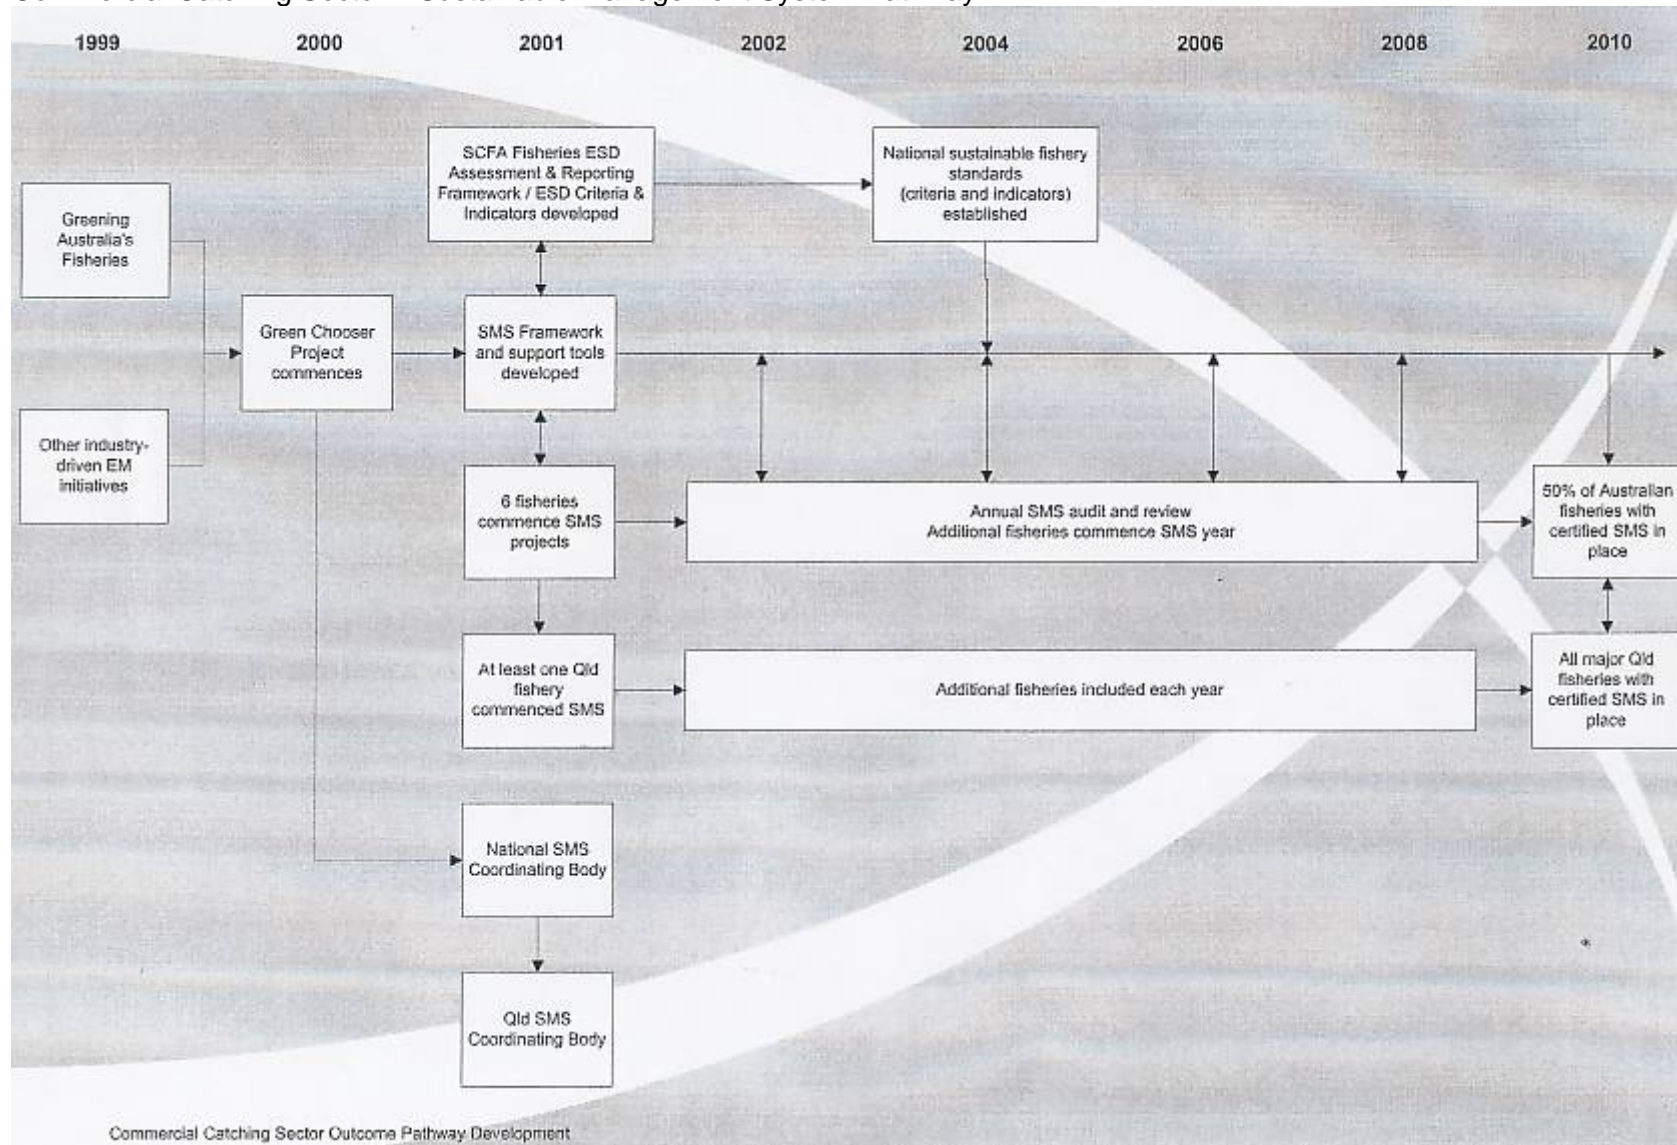 1999 2000 2001 2002 2004 2006 2008 2010
SCFA Fisheries ESD
Assessment & Reporting
Framework / ESD Criteria &
Indicators developed
National sustainable fishery
standards
(criteria and indicators)
established
Greening
Australia's
Fisheries
Green Chooser
Project
commences
SMS Framework
and support tools
developed
Other industry-
driven EM
initiatives
6 fisheries
commence SMS
projects
Annual SMS audit and review
Additional fisheries commence SMS year
50% of Australian
fisheries with
certified SMS in
place
At least one Qld
fishery
commenced SMS
Additional fisheries included each year
All major Qld
fisheries with
certified SMS in
place
National SMS
Coordinating Body
Qld SMS
Coordinating Body
Commercial Catching Sector Outcome Pathway Development